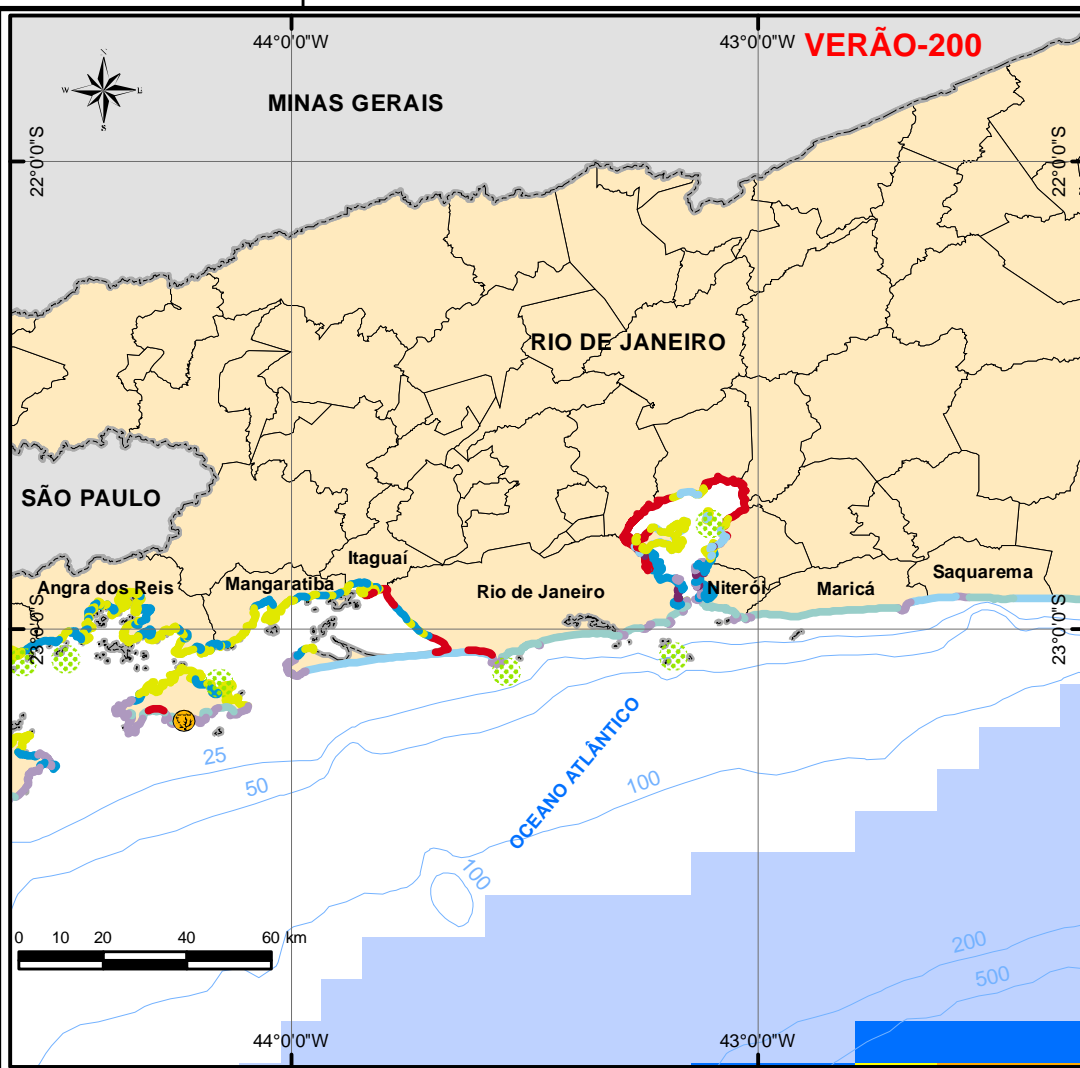 44°0'0"W
43°0'0"W
VERÃO-200
N
W
E
S
MINAS GERAIS
22°0'0"S
22°0'0"S
RIO DE JANEIRO
SÃO PAULO
Itaguaí
Angra dos Reis
Mangaratiba
Rio de Janeiro
Niterói
Maricá
Saquarema
23°0'0"S
23°0'0"S
25
50
100
OCEANO ATLÂNTICO
100
0 10 20 40 60 km
200
500
44°0'0"W
43°0'0"W